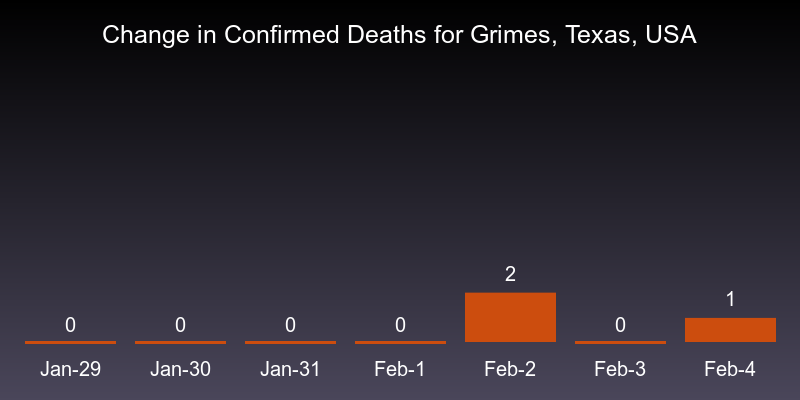 Change in Confirmed Deaths for Grimes, Texas, USA
2
1
0 0 0 0 0
Jan-29 Jan-30 Jan-31 Feb-1 Feb-2 Feb-3 Feb-4